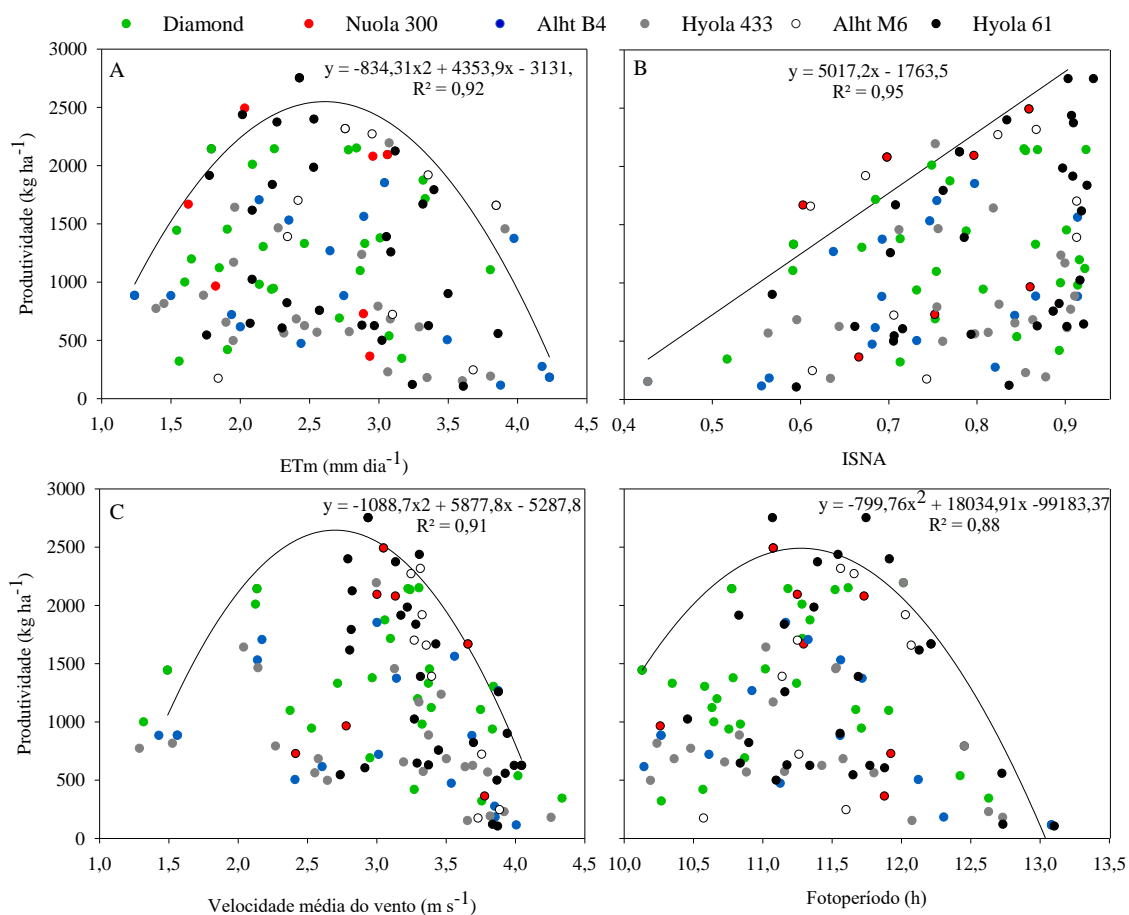 Diamond Nuola 300 Alht B4 Hyola 433 Alht M6 Hyola 61
A
y = -834,31x2 + 4353,9x - 3131,
R² = 0,92
Produtividade (kg ha⁻¹)
3000
2500
2000
1500
1000
500
0
1,0 1,5 2,0 2,5 3,0 3,5 4,0 4,5
ETm (mm dia⁻¹)
B
y = 5017,2x - 1763,5
R² = 0,95
0,4 0,5 0,6 0,7 0,8 0,9
ISNA
C
y = -1088,7x2 + 5877,8x - 5287,8
R² = 0,91
Produtividade (kg ha⁻¹)
3000
2500
2000
1500
1000
500
0
1,0 1,5 2,0 2,5 3,0 3,5 4,0 4,5
Velocidade média do vento (m s⁻¹)
y = -799,76x² + 18034,91x -99183,37
R² = 0,88
10,0 11,1 11,5 12,0 12,5 13,0 13,5
Fotoperíodo (h)